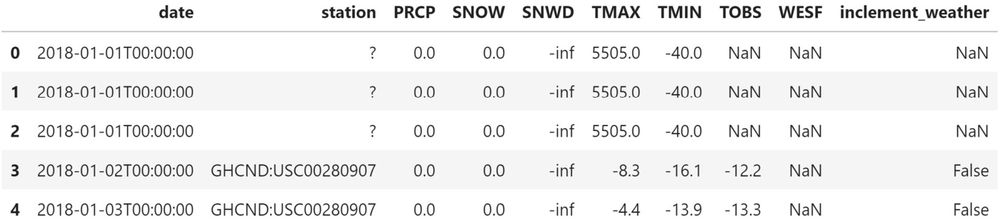 date station PRCP SNOW SNWD TMAX TMIN TOBS WESF inclement_weather
0 2018-01-01T00:00:00 ? 0.0 0.0 -inf 5505.0 -40.0 NaN NaN NaN
1 2018-01-01T00:00:00 ? 0.0 0.0 -inf 5505.0 -40.0 NaN NaN NaN
2 2018-01-01T00:00:00 ? 0.0 0.0 -inf 5505.0 -40.0 NaN NaN NaN
3 2018-01-02T00:00:00 GHCND:USC00280907 0.0 0.0 -inf -8.3 -16.1 -12.2 NaN False
4 2018-01-03T00:00:00 GHCND:USC00280907 0.0 0.0 -inf -4.4 -13.9 -13.3 NaN False